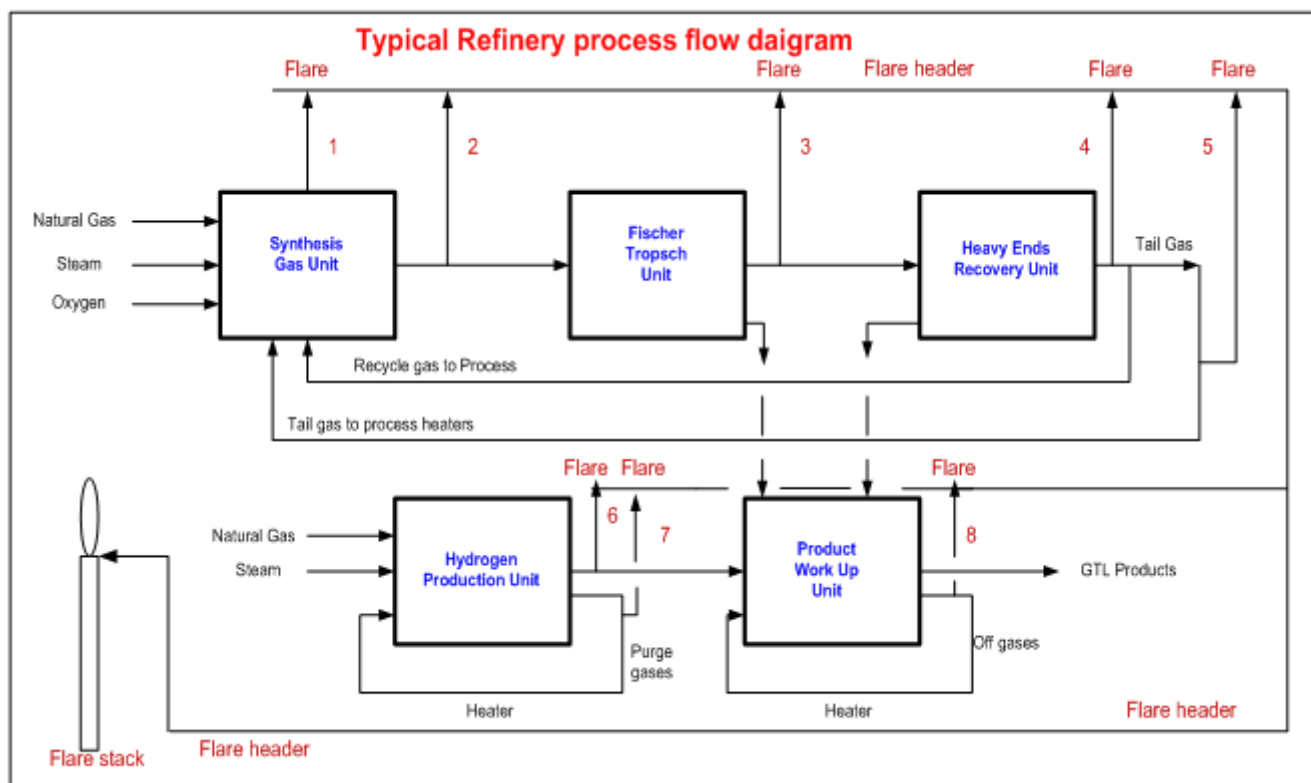 Typical Refinery process flow daigram
Flare
Flare
Flare header
Flare
Flare
1
2
3
4
5
Natural Gas
Steam
Oxygen
Synthesis
Gas Unit
Fischer
Tropsch
Unit
Heavy Ends
Recovery Unit
Tail Gas
Recycle gas to Process
Tail gas to process heaters
Flare
Flare
Flare
6
7
8
Natural Gas
Steam
Hydrogen
Production Unit
Product
Work Up
Unit
GTL Products
Purge
gases
Off gases
Heater
Heater
Flare header
Flare header
Flare stack